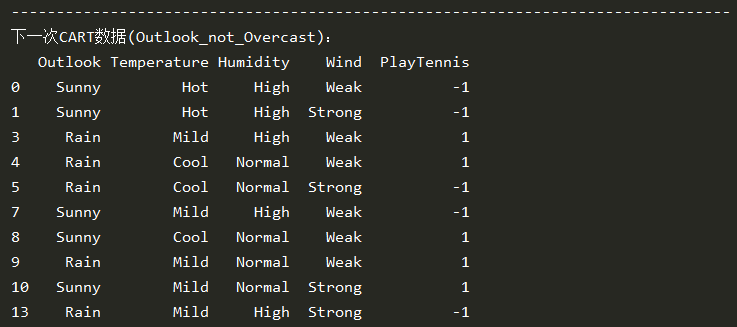 --------------------------------------------------------------------------------
下一次CART数据(Outlook_not_Overcast):
Outlook Temperature Humidity Wind PlayTennis
0 Sunny Hot High Weak -1
1 Sunny Hot High Strong -1
3 Rain Mild High Weak 1
4 Rain Cool Normal Weak 1
5 Rain Cool Normal Strong -1
7 Sunny Mild High Weak -1
8 Sunny Cool Normal Weak 1
9 Rain Mild Normal Weak 1
10 Sunny Mild Normal Strong 1
13 Rain Mild High Strong -1